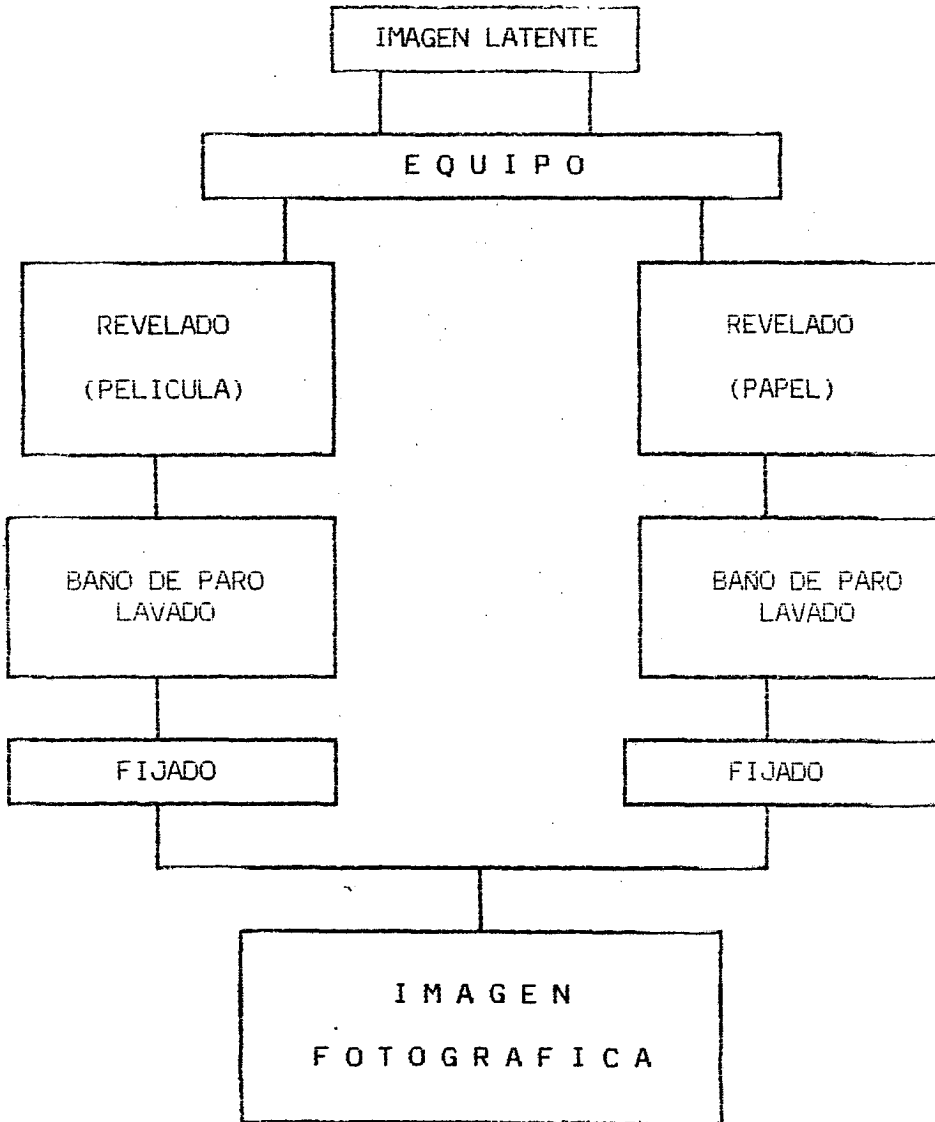 IMAGEN LATENTE
E Q U I P O
REVELADO
(PELICULA)
REVELADO
(PAPEL)
BAÑO DE PARO
LAVADO
BAÑO DE PARO
LAVADO
FIJADO
FIJADO
I M A G E N
F O T O G R A F I C A